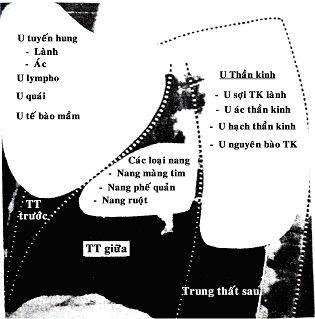 U tuyến hung
- Lành
- Ác
U lympho
U quái
U tế bào mầm
U Thần kinh
- U sợi TK lành
- U ác thần kinh
- U hạch thần kinh
- U nguyên bào TK
Các loại nang
- Nang màng tim
- Nang phế quản
- Nang ruột
TT
trước
TT giữa
Trung thất sau